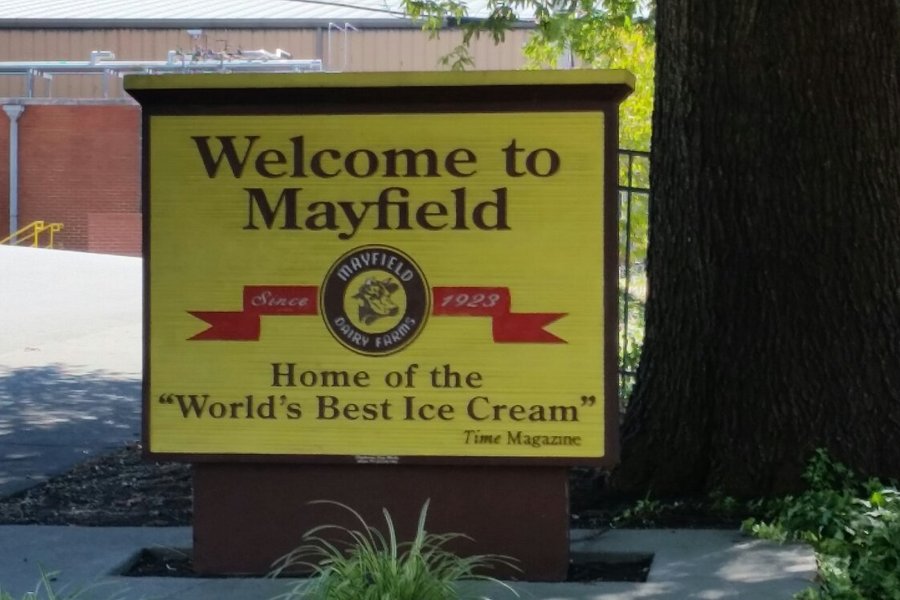 Welcome to
Mayfield
MAYFIELD
Since 1923
DAIRY FARMS
Home of the
“World’s Best Ice Cream”
Time Magazine